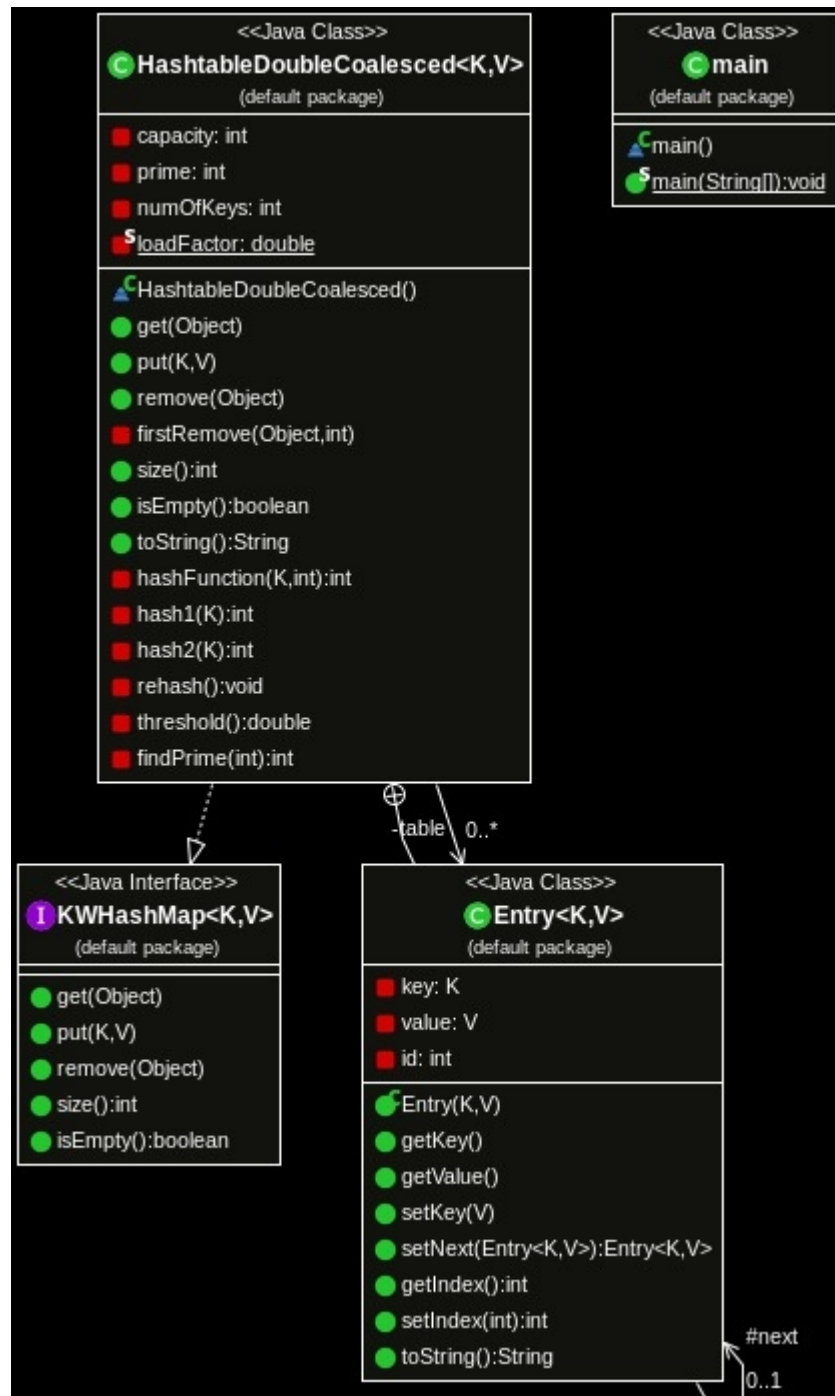 <<Java Class>>
C HashtableDoubleCoalesced<K,V>
(default package)
capacity: int
prime: int
numOfKeys: int
S loadFactor: double
C HashtableDoubleCoalesced()
get(Object)
put(K,V)
remove(Object)
firstRemove(Object,int)
size():int
isEmpty():boolean
toString():String
hashFunction(K,int):int
hash1(K):int
hash2(K):int
rehash():void
threshold():double
findPrime(int):int
<<Java Class>>
C main
(default package)
C main()
S main(String[]):void
-table 0..*
<<Java Interface>>
I KWHashMap<K,V>
(default package)
get(Object)
put(K,V)
remove(Object)
size():int
isEmpty():boolean
<<Java Class>>
C Entry<K,V>
(default package)
key: K
value: V
id: int
C Entry(K,V)
getKey()
getValue()
setKey(V)
setNext(Entry<K,V>):Entry<K,V>
getIndex():int
setIndex(int):int
toString():String
#next
0..1